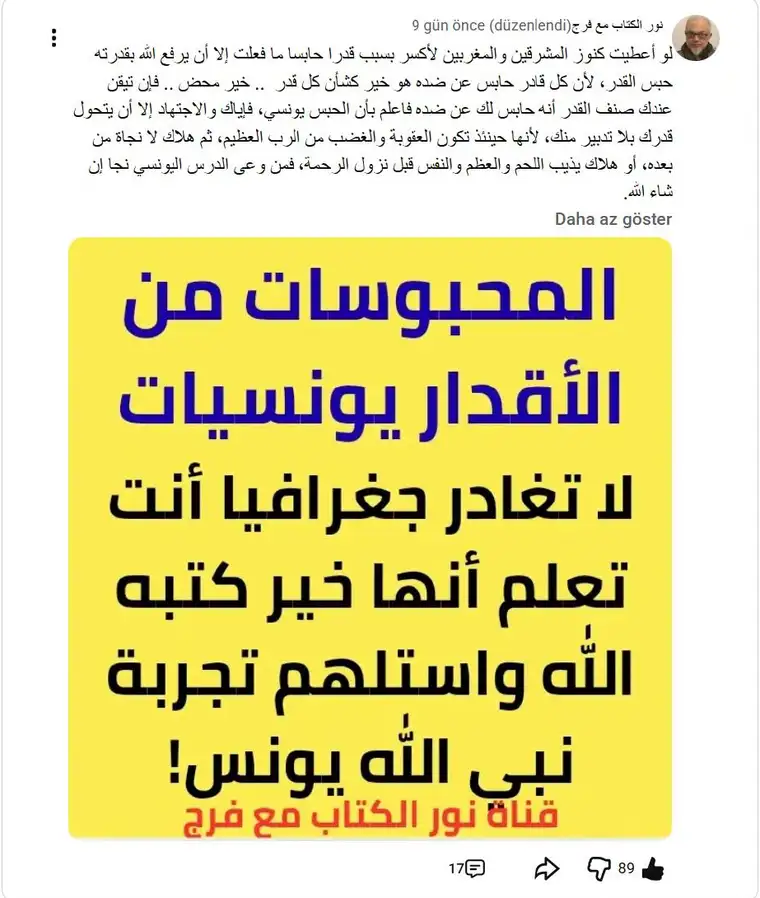 نور الكتاب مع فرج 9 gün önce (düzenlendi)
لو أعطيت كنوز المشرقين والمغربين لأكسر بسبب قدرا حابسا ما فعلت إلا أن يرفع الله بقدرته
حبس القدر، لأن كل قادر حابس عن ضده هو خير كشأن كل قدر .. خير محض .. فإن تيقن
عندك صنف القدر أنه حابس لك عن ضده فاعلم بأن الحبس يونسي، فإياك والاجتهاد إلا أن يتحول
قدرك بلا تدبير منك، لأنها حينئذ تكون العقوبة والغضب من الرب العظيم، ثم هلاك لا نجاة من
بعده، أو هلاك يذيب اللحم والعظم والنفس قبل نزول الرحمة، فمن وعى الدرس اليونسي نجا إن
شاء الله.
Daha az göster
المحبوسات من
الأقدار يونسيات
لا تغادر جغرافيا أنت
تعلم أنها خير كتبه
الله واستلهم تجربة
نبي الله يونس!
قناة نور الكتاب مع فرج
89
17